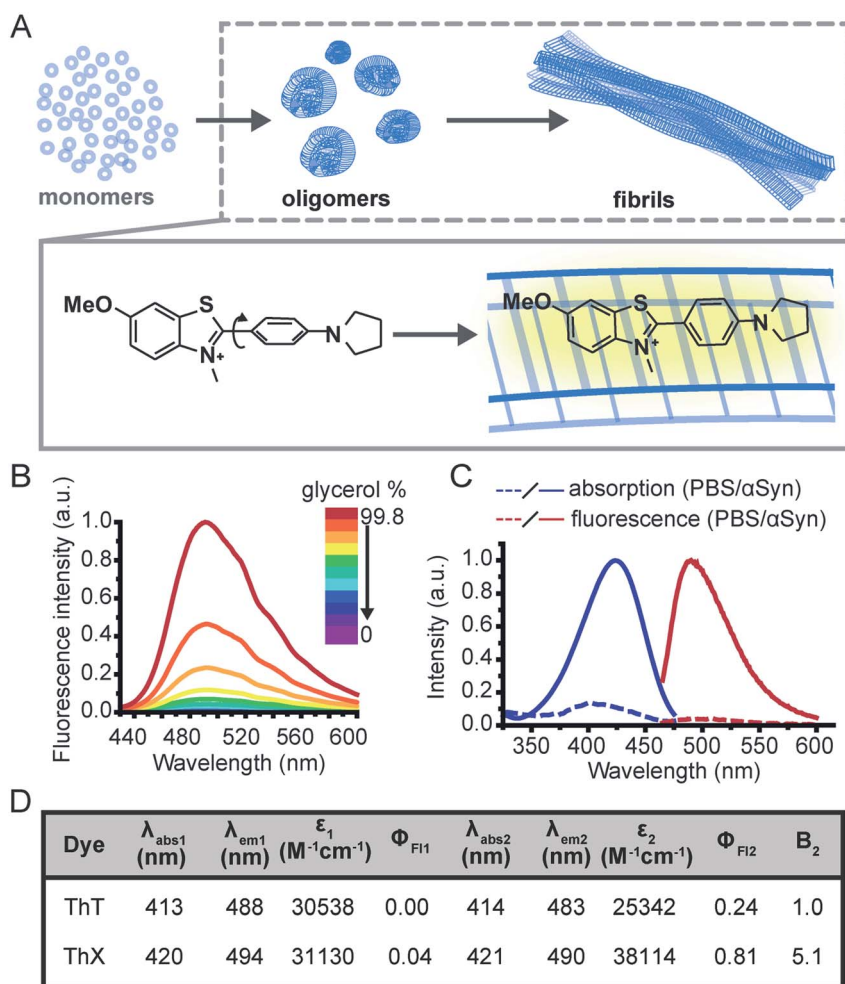 A
monomers
oligomers
fibrils
MeO
S
N
+
N
MeO
S
N
+
N
B
glycerol %
99.8
0
Fluorescence intensity (a.u.)
1.0
0.8
0.6
0.4
0.2
0.0
440 480 520 560 600
Wavelength (nm)
C
absorption (PBS/αSyn)
fluorescence (PBS/αSyn)
Intensity (a.u.)
1.0
0.8
0.6
0.4
0.2
0.0
350 400 450 500 550 600
Wavelength (nm)
D
Dye λabs1 (nm) λem1 (nm) ε1 (M-1cm-1) ΦFl1 λabs2 (nm) λem2 (nm) ε2 (M-1cm-1) ΦFl2 B2
ThT 413 488 30538 0.00 414 483 25342 0.24 1.0
ThX 420 494 31130 0.04 421 490 38114 0.81 5.1